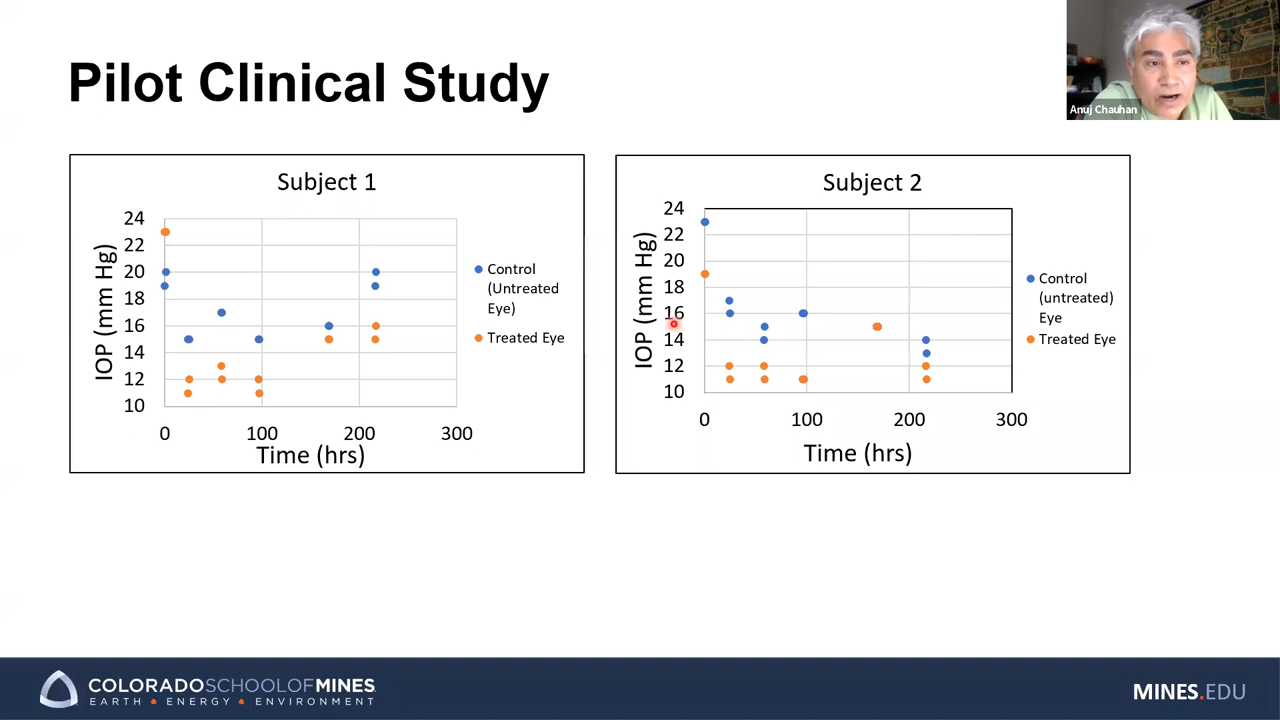 Pilot Clinical Study
Anuj Chauhan
Subject 1
24
22
20
18
16
14
12
10
IOP (mm Hg)
0 100 200 300
Time (hrs)
Control
(Untreated
Eye)
Treated Eye
Subject 2
24
22
20
18
16
14
12
10
IOP (mm Hg)
0 100 200 300
Time (hrs)
Control
(untreated)
Eye
Treated Eye
COLORADOSCHOOLOFMINES
EARTH • ENERGY • ENVIRONMENT
MINES.EDU